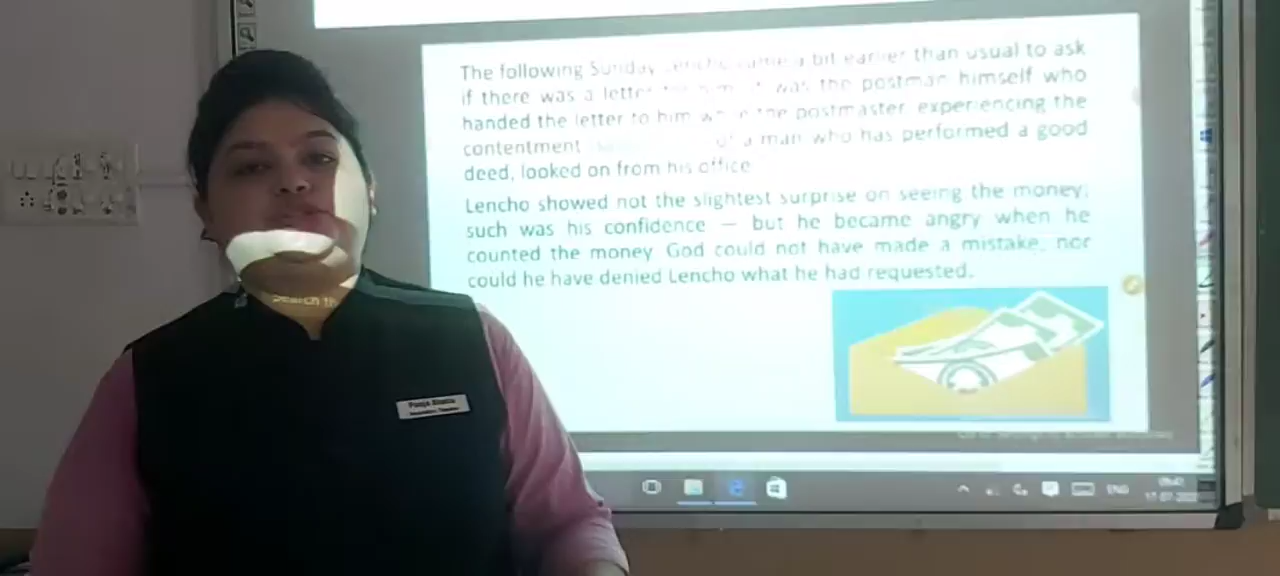 The following Sunday Lencho came a bit earlier than usual to ask
if there was a letter for him. It was the postman himself who
handed the letter to him while the postmaster, experiencing the
contentment of a man who has performed a good
deed, looked on from his office
Lencho showed not the slightest surprise on seeing the money;
such was his confidence — but he became angry when he
counted the money. God could not have made a mistake, nor
could he have denied Lencho what he had requested.
Search th
Pooja
ENG